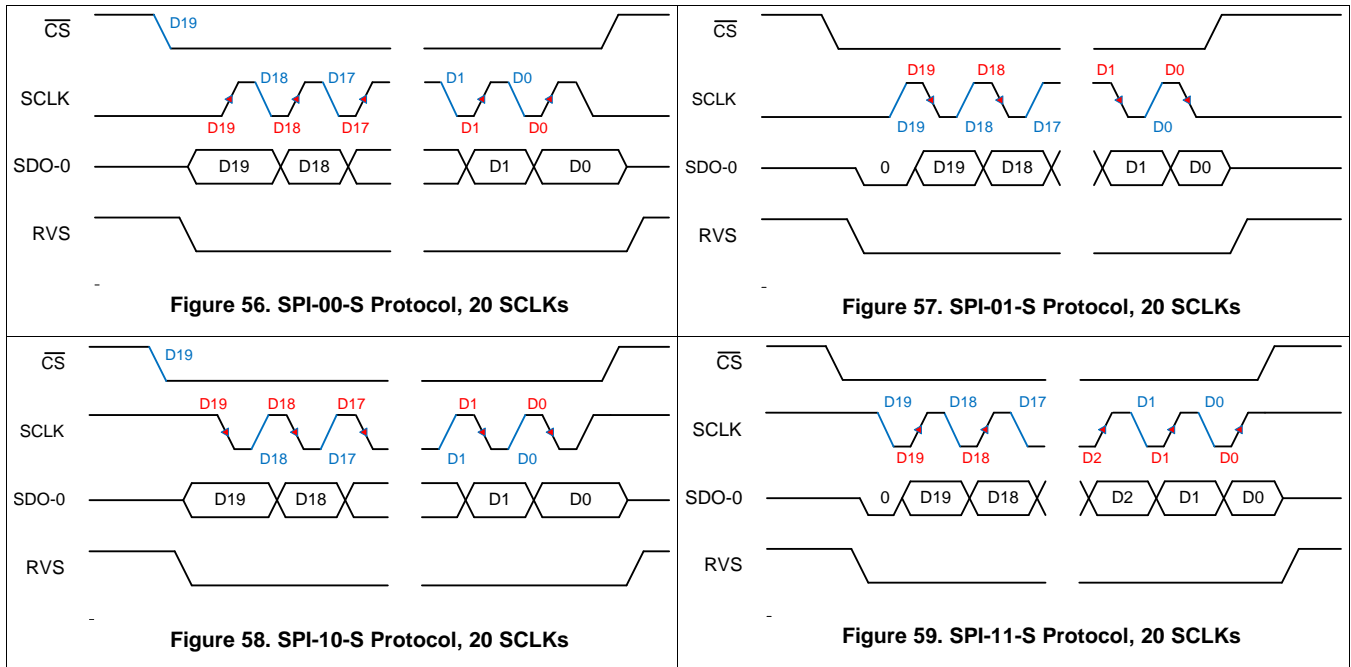 CS D19
D18 D17 D1 D0
SCLK
D19 D18 D17 D1 D0
SDO-0 D19 D18 D1 D0
RVS
Figure 56. SPI-00-S Protocol, 20 SCLKs
CS
D19 D18 D1 D0
SCLK
D19 D18 D17 D0
SDO-0 0 D19 D18 D1 D0
RVS
Figure 57. SPI-01-S Protocol, 20 SCLKs
CS D19
D19 D18 D17 D1 D0
SCLK
D18 D17 D1 D0
SDO-0 D19 D18 D1 D0
RVS
Figure 58. SPI-10-S Protocol, 20 SCLKs
CS
D19 D18 D17 D1 D0
SCLK
D19 D18 D2 D1 D0
SDO-0 0 D19 D18 D2 D1 D0
RVS
Figure 59. SPI-11-S Protocol, 20 SCLKs